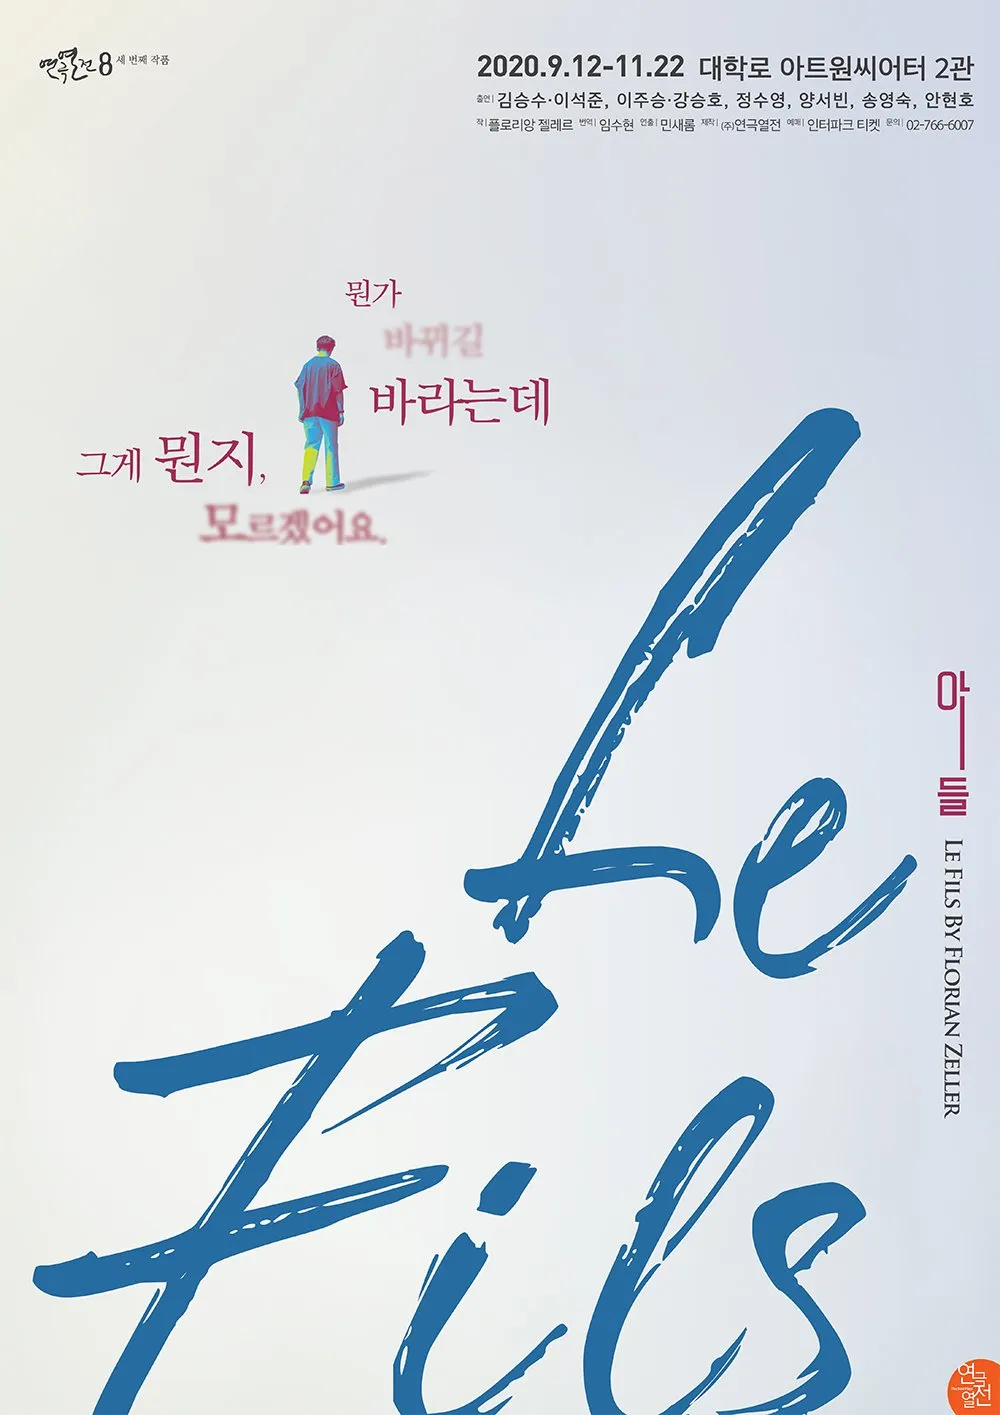 연극열전8 세 번째 작품
2020.9.12-11.22 대학로 아트원씨어터 2관
출연| 김승수·이석준, 이주승·강승호, 정수영, 양서빈, 송영숙, 안현호
작| 플로리앙 젤레르 번역| 임수현 연출| 민새롬 제작| (주)연극열전 예매| 인터파크 티켓 문의| 02-766-6007
뭔가
바뀌길
바라는데
그게 뭔지,
모르겠어요.
Le
Fils
아들
LE FILS BY FLORIAN ZELLER
연극
열전